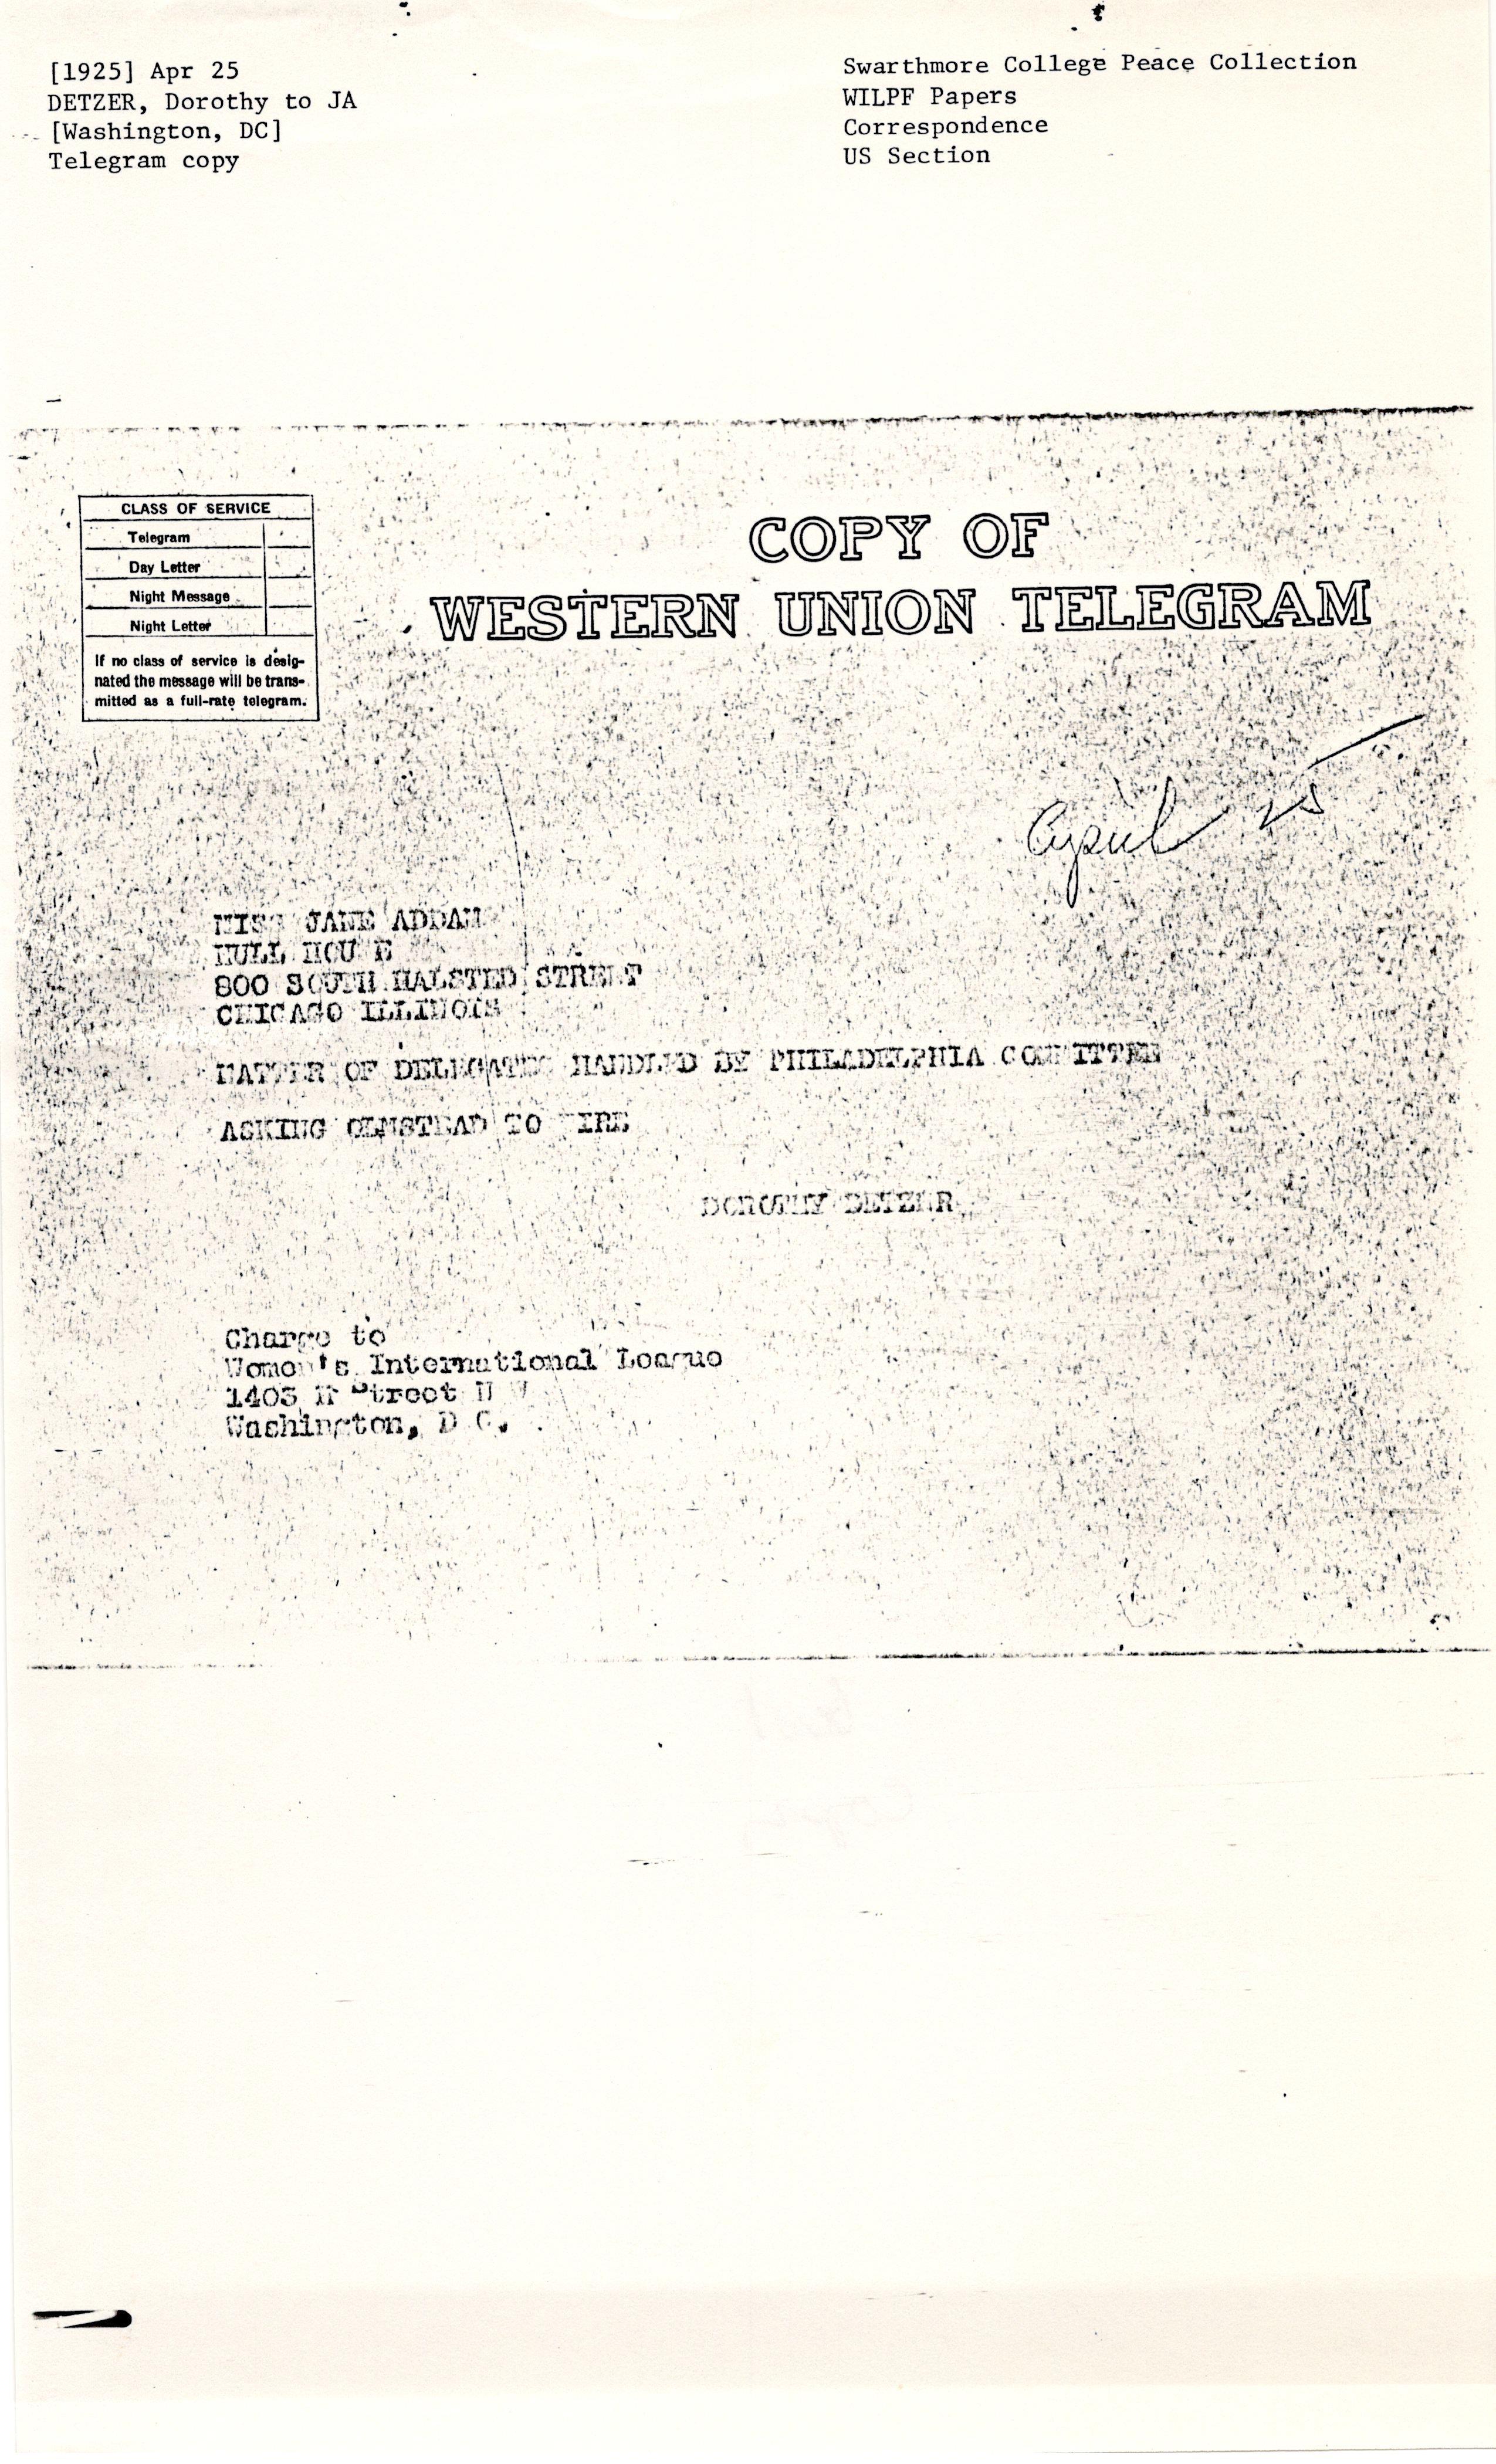 [1925] Apr 25
DETZER, Dorothy to JA
[Washington, DC]
Telegram copy
Swarthmore College Peace Collection
WILPF Papers
Correspondence
US Section
CLASS OF SERVICE
Telegram
Day Letter
Night Message
Night Letter
If no class of service is desig-
nated the message will be trans-
mitted as a full-rate telegram.
COPY OF
WESTERN UNION TELEGRAM
April 25
MISS JANE ADDAMS
HULL HOUSE
800 SOUTH HALSTED STREET
CHICAGO ILLINOIS
MATTER OF DELEGATES HANDLED BY PHILADELPHIA COMMITTEE
ASKING OLMSTEAD TO WIRE
DOROTHY DETZER
Charge to
Women's International League
1403 H Street N W
Washington, D C.